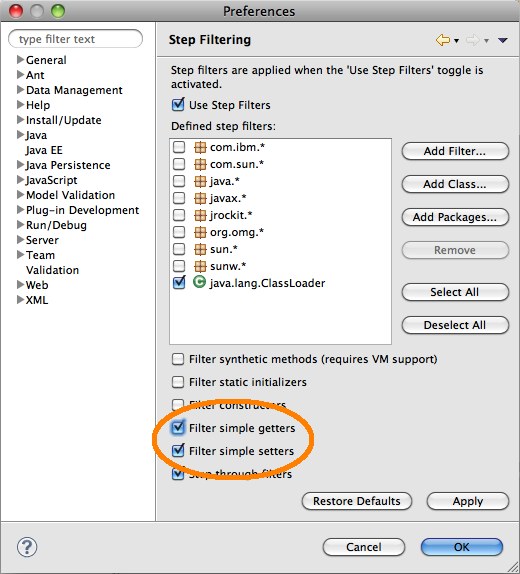 Preferences
type filter text
General
Ant
Data Management
Help
Install/Update
Java
Java EE
Java Persistence
JavaScript
Model Validation
Plug-in Development
Run/Debug
Server
Team
Validation
Web
XML
Step Filtering
Step filters are applied when the 'Use Step Filters' toggle is
activated.
Use Step Filters
Defined step filters:
com.ibm.*
com.sun.*
java.*
javax.*
jrockit.*
org.omg.*
sun.*
sunw.*
java.lang.ClassLoader
Add Filter...
Add Class...
Add Packages...
Remove
Select All
Deselect All
Filter synthetic methods (requires VM support)
Filter static initializers
Filter constructors
Filter simple getters
Filter simple setters
Step through filters
Restore Defaults
Apply
?
Cancel
OK